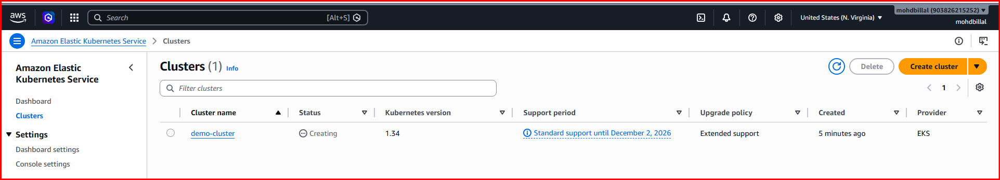 aws
Search [Alt+S]
United States (N. Virginia)
mohdbillal (903826215252)
mohdbillal
Amazon Elastic Kubernetes Service
Clusters
Amazon Elastic
Kubernetes Service
Dashboard
Clusters
Settings
Dashboard settings
Console settings
Clusters (1) Info
Delete
Create cluster
Filter clusters
1
Cluster name Status Kubernetes version Support period Upgrade policy Created Provider
demo-cluster Creating 1.34 Standard support until December 2, 2026 Extended support 5 minutes ago EKS